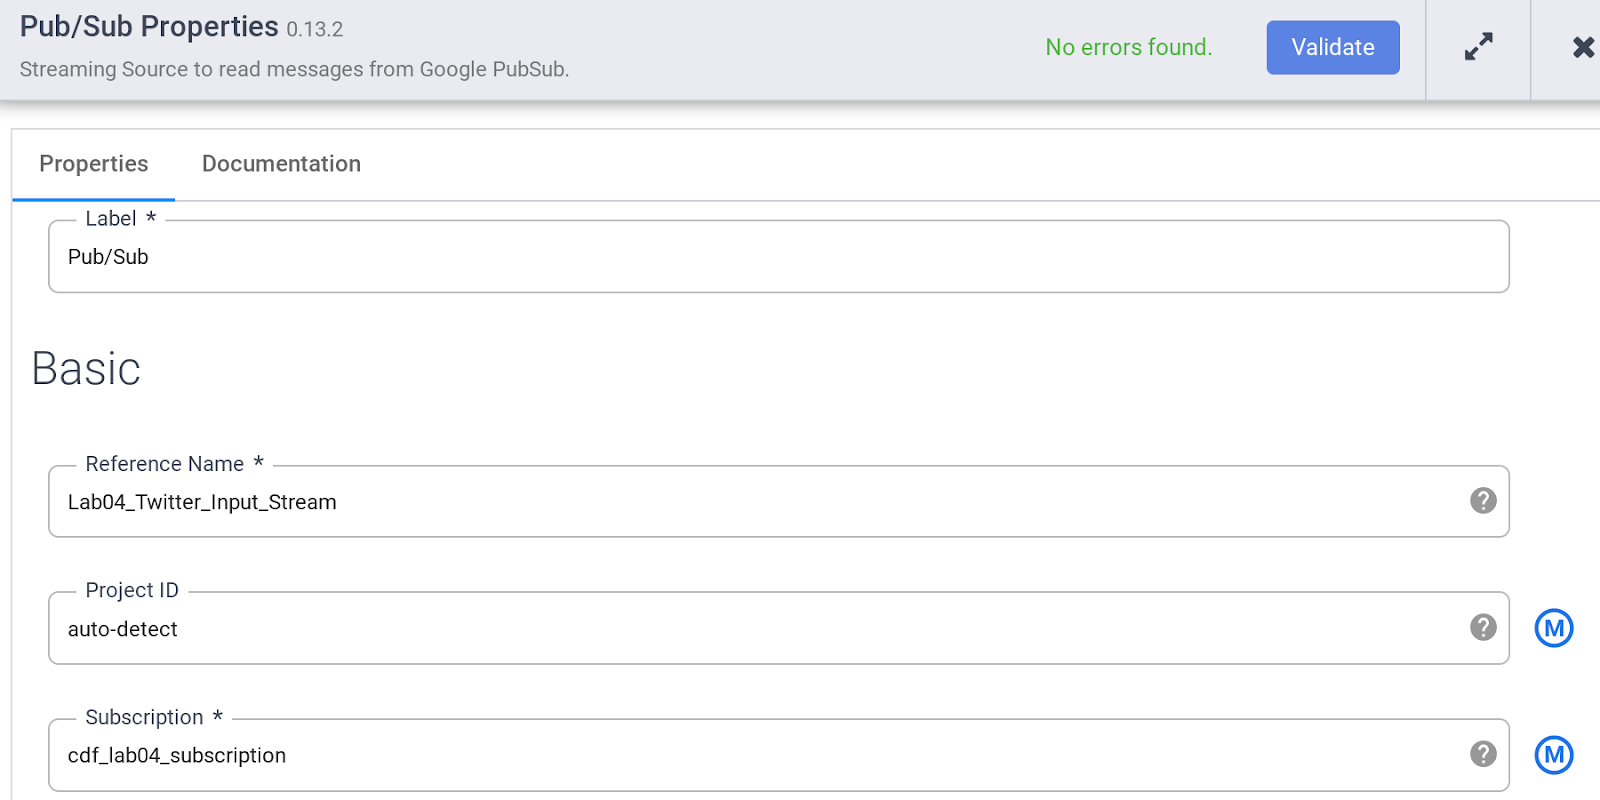 Pub/Sub Properties 0.13.2
Streaming Source to read messages from Google PubSub.
No errors found.
Validate
Properties
Documentation
Label *
Pub/Sub
Basic
Reference Name *
Lab04_Twitter_Input_Stream
?
Project ID
auto-detect
?
M
Subscription *
cdf_lab04_subscription
?
M